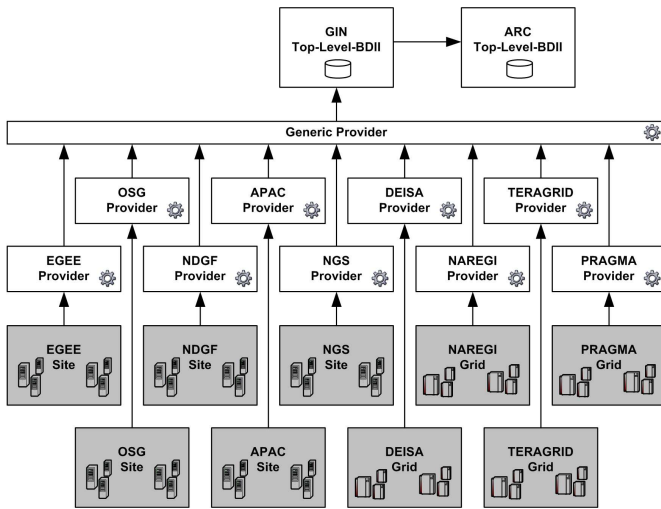 GIN
Top-Level-BDII
ARC
Top-Level-BDII
Generic Provider
OSG
Provider
APAC
Provider
DEISA
Provider
TERAGRID
Provider
EGEE
Provider
NDGF
Provider
NGS
Provider
NAREGI
Provider
PRAGMA
Provider
EGEE
Site
NDGF
Site
NGS
Site
NAREGI
Grid
PRAGMA
Grid
OSG
Site
APAC
Site
DEISA
Grid
TERAGRID
Grid